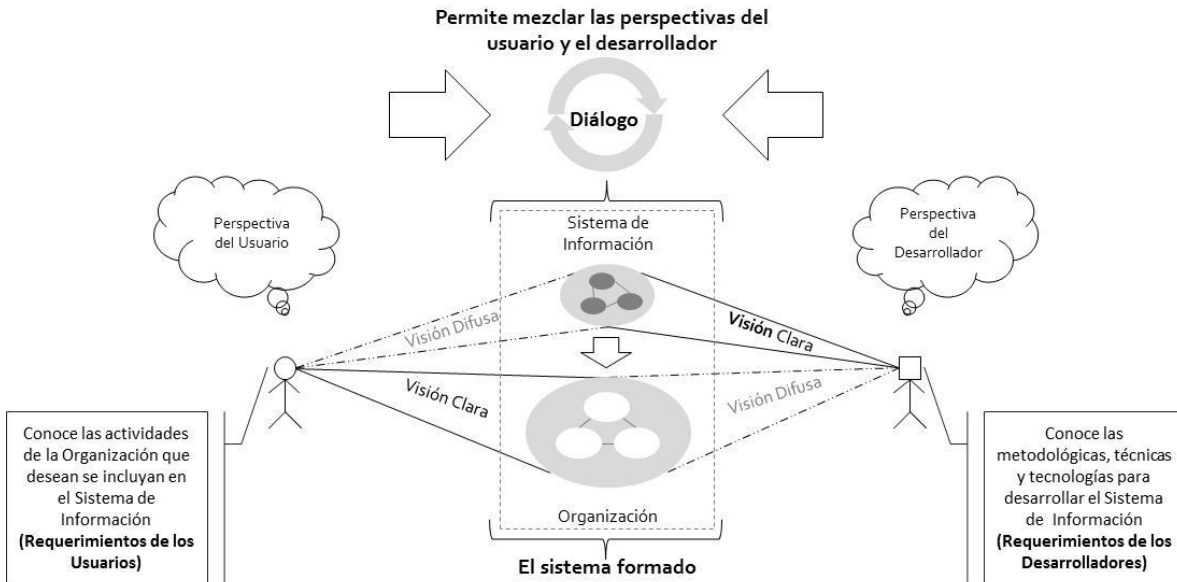 Permite mezclar las perspectivas del
usuario y el desarrollador
Diálogo
Perspectiva
del Usuario
Sistema de
Información
Perspectiva
del
Desarrollador
Visión Difusa
Visión Clara
Visión Clara
Visión Difusa
Conoce las actividades
de la Organización que
desean se incluyan en
el Sistema de
Información
(Requerimientos de los
Usuarios)
Organización
El sistema formado
Conoce las
metodológicas, técnicas
y tecnologías para
desarrollar el Sistema
de Información
(Requerimientos de los
Desarrolladores)